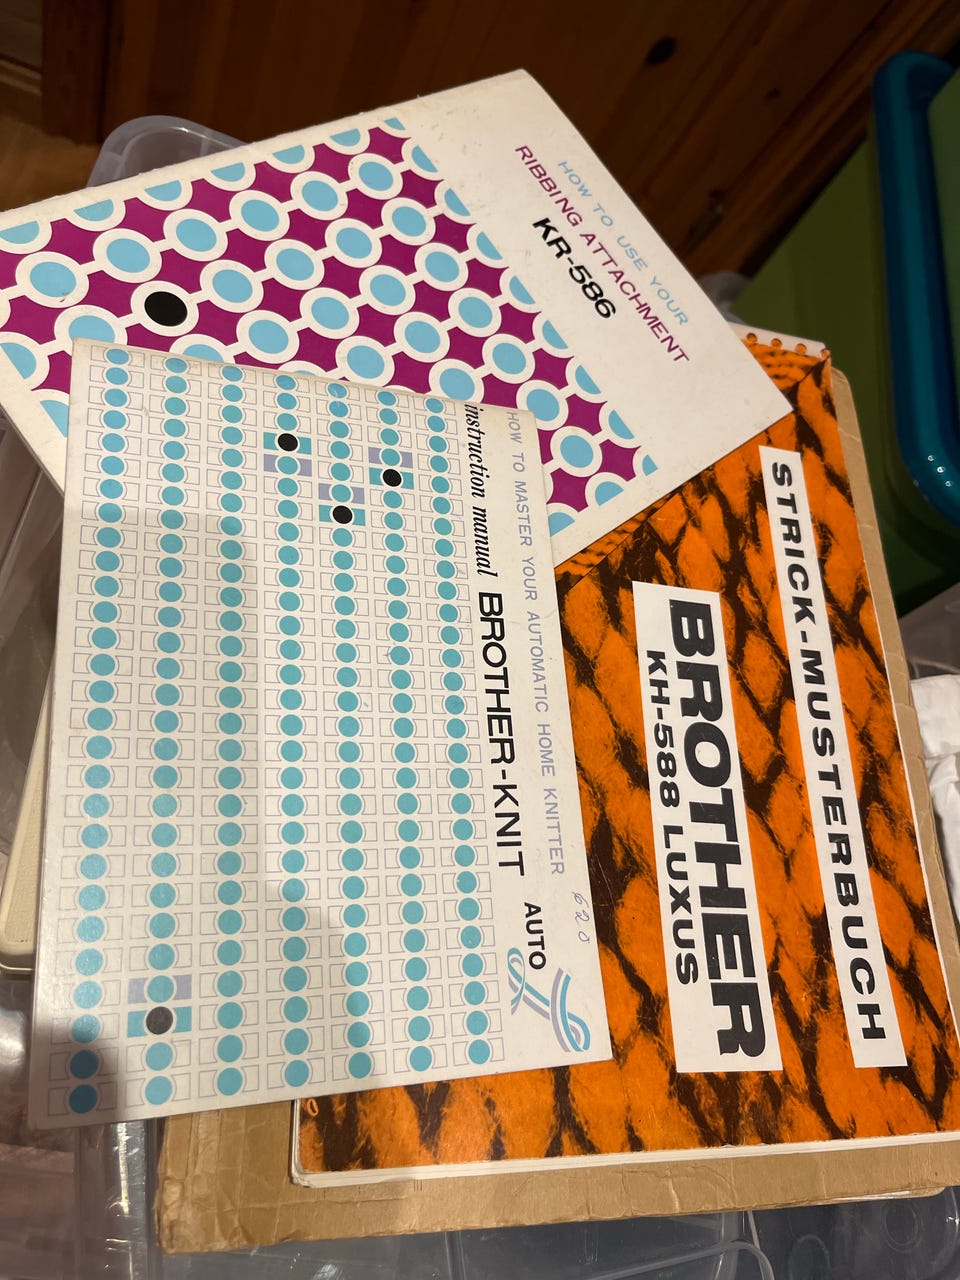 HOW TO USE YOUR
RIBBING ATTACHMENT
KR-586
HOW TO MASTER YOUR AUTOMATIC HOME KNITTER
instruction manual BROTHER-KNIT AUTO
620
STRICK-MUSTERBUCH
BROTHER
KH-588 LUXUS